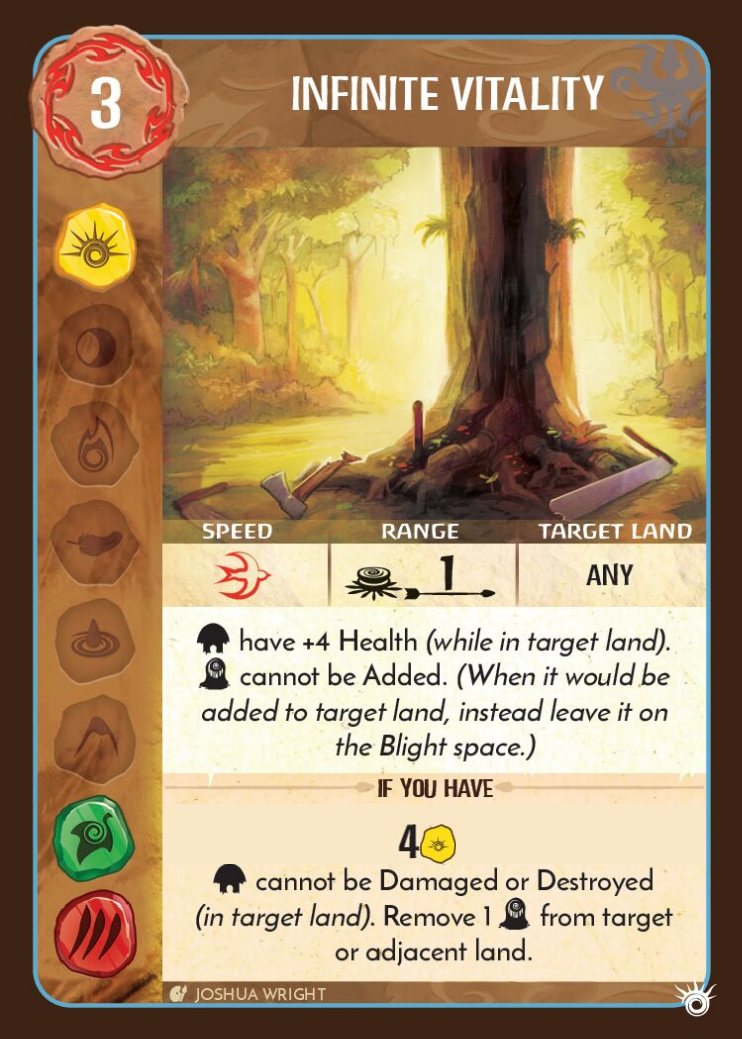 3
INFINITE VITALITY
SPEED RANGE TARGET LAND
1 ANY
have +4 Health (while in target land).
cannot be Added. (When it would be
added to target land, instead leave it on
the Blight space.)
IF YOU HAVE
4
cannot be Damaged or Destroyed
(in target land). Remove 1 from target
or adjacent land.
JOSHUA WRIGHT